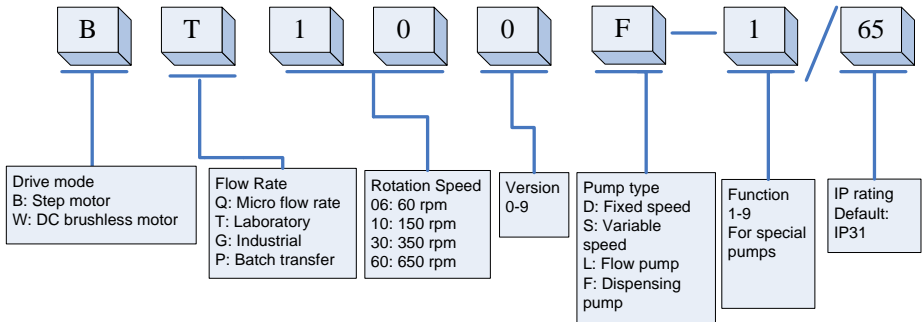 B T 1 0 0 F - 1 / 65
Drive mode
B: Step motor
W: DC brushless motor
Flow Rate
Q: Micro flow rate
T: Laboratory
G: Industrial
P: Batch transfer
Rotation Speed
06: 60 rpm
10: 150 rpm
30: 350 rpm
60: 650 rpm
Version
0-9
Pump type
D: Fixed speed
S: Variable
speed
L: Flow pump
F: Dispensing
pump
Function
1-9
For special
pumps
IP rating
Default:
IP31